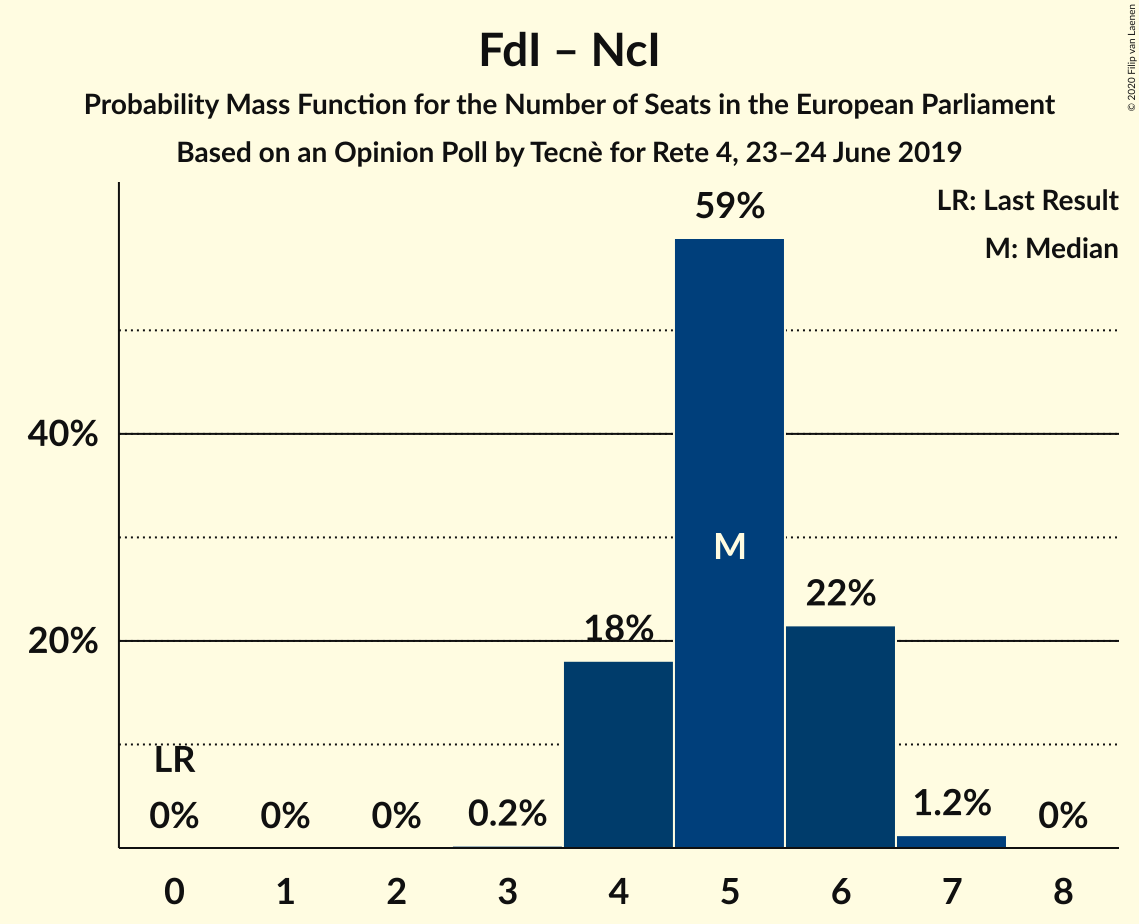 FdI – NcI
Probability Mass Function for the Number of Seats in the European Parliament
Based on an Opinion Poll by Tecnè for Rete 4, 23–24 June 2019
© 2020 Filip van Laenen
LR: Last Result
M: Median
59%
40%
M
22%
18%
20%
LR
0%
0%
0%
0.2%
1.2%
0%
0 1 2 3 4 5 6 7 8